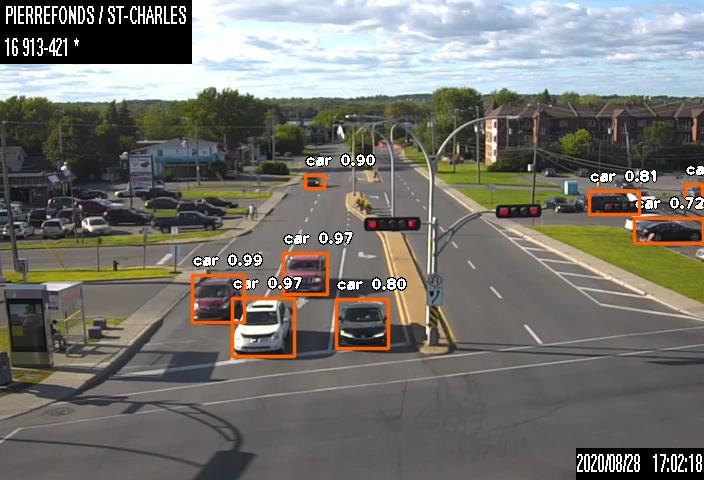 PIERREFONDS / ST-CHARLES
16 913-421 *
car 0.90
car 0.81
ca
car 0.72
car 0.97
car 0.99
car 0.97
car 0.80
2020/08/28 17:02:18